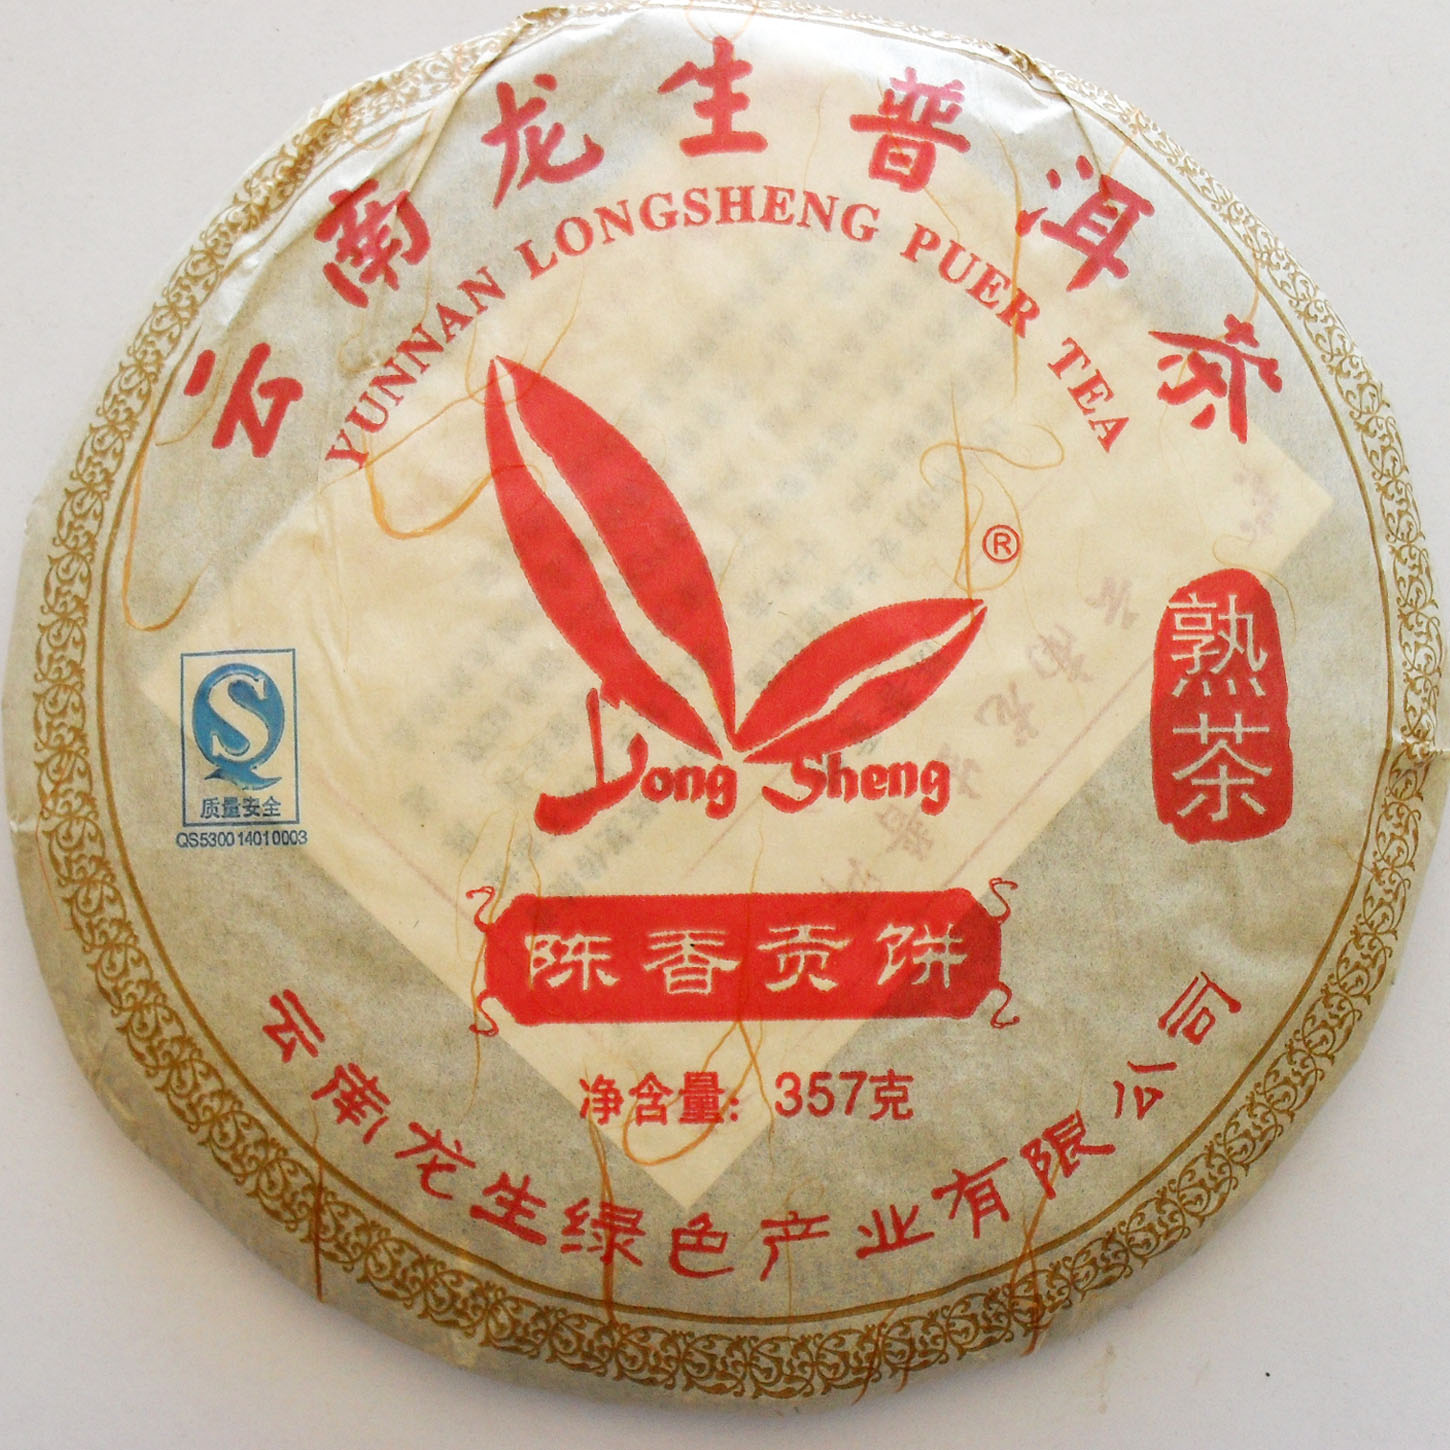 云南龙生普洱茶
YUNNAN LONGSHENG PUER TEA
®
Long Sheng
熟茶
质量安全
QS5300 1401 0003
陈香贡饼
净含量：357克
云南龙生绿色产业有限公司